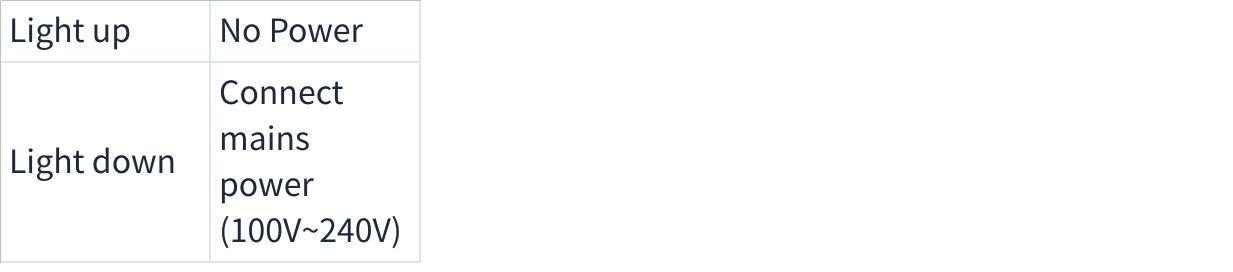 Light up
No Power
Light down
Connect
mains
power
(100V~240V)